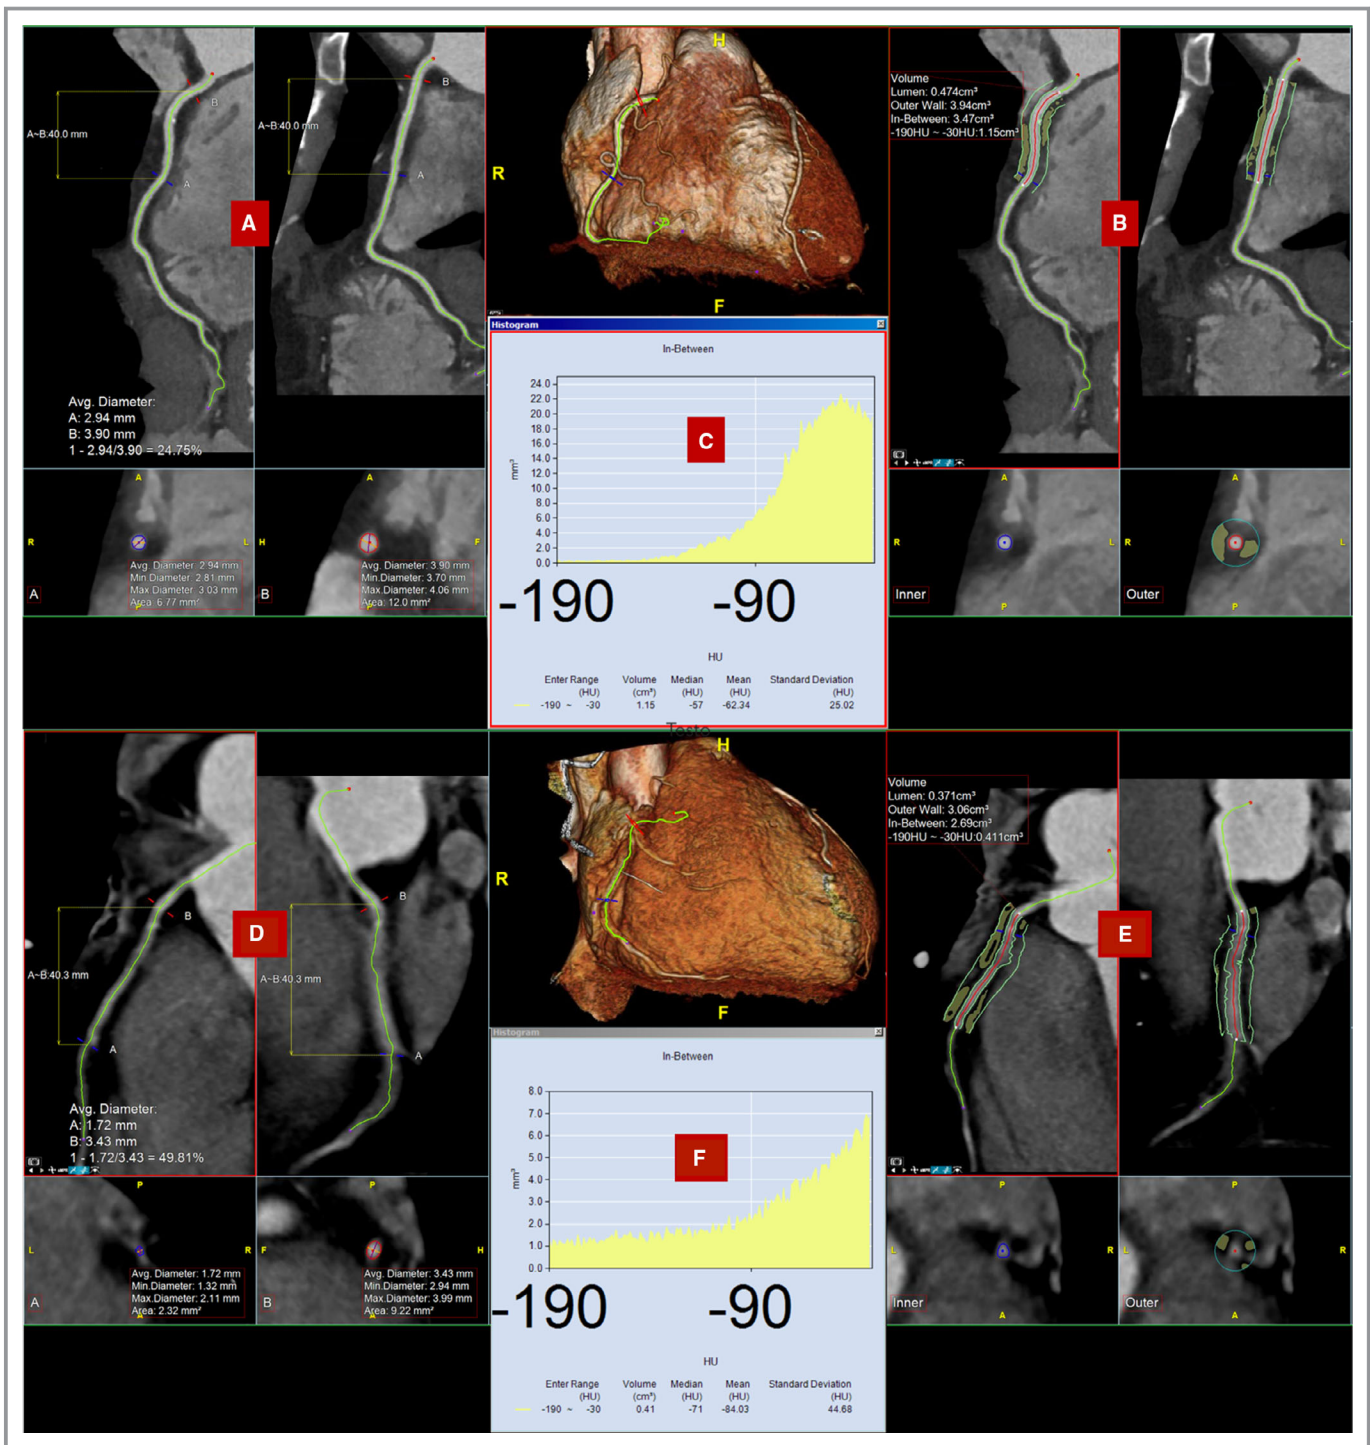 A~B:40.0 mm
B
A
A
Avg. Diameter:
A: 2.94 mm
B: 3.90 mm
1 - 2.94/3.90 = 24.75%
A~B:40.0 mm
B
A
H
R
F
Volume
Lumen: 0.474cm³
Outer Wall: 3.94cm³
In-Between: 3.47cm³
-190HU ~ -30HU:1.15cm³
B
Histogram
In-Between
24.0
22.0
20.0
18.0
16.0
14.0
12.0
10.0
8.0
6.0
4.0
2.0
0.0
mm³
C
-190
-90
HU
Enter Range
(HU)
Volume
(cm³)
Median
(HU)
Mean
(HU)
Standard Deviation
(HU)
-190 ~ -30 1.15 -57 -62.34 25.02
A
R
L
Avg. Diameter: 2.94 mm
Min.Diameter: 2.81 mm
Max.Diameter: 3.03 mm
Area: 6.77 mm²
P
A
A
H
F
Avg. Diameter: 3.90 mm
Min.Diameter: 3.70 mm
Max.Diameter: 4.06 mm
Area: 12.0 mm²
P
B
A
R
L
P
Inner
A
R
L
P
Outer
Testo
A~B:40.3 mm
B
A
D
Avg. Diameter:
A: 1.72 mm
B: 3.43 mm
1 - 1.72/3.43 = 49.81%
A~B:40.3 mm
B
A
H
R
F
Volume
Lumen: 0.371cm³
Outer Wall: 3.06cm³
In-Between: 2.69cm³
-190HU ~ -30HU:0.411cm³
E
Histogram
In-Between
8.0
7.0
6.0
5.0
4.0
3.0
2.0
1.0
0.0
mm³
F
-190
-90
HU
Enter Range
(HU)
Volume
(cm³)
Median
(HU)
Mean
(HU)
Standard Deviation
(HU)
-190 ~ -30 0.41 -71 -84.03 44.68
P
L
R
Avg. Diameter: 1.72 mm
Min.Diameter: 1.32 mm
Max.Diameter: 2.11 mm
Area: 2.32 mm²
A
A
P
F
H
Avg. Diameter: 3.43 mm
Min.Diameter: 2.94 mm
Max.Diameter: 3.99 mm
Area: 9.22 mm²
A
B
P
L
R
A
Inner
P
L
R
A
Outer